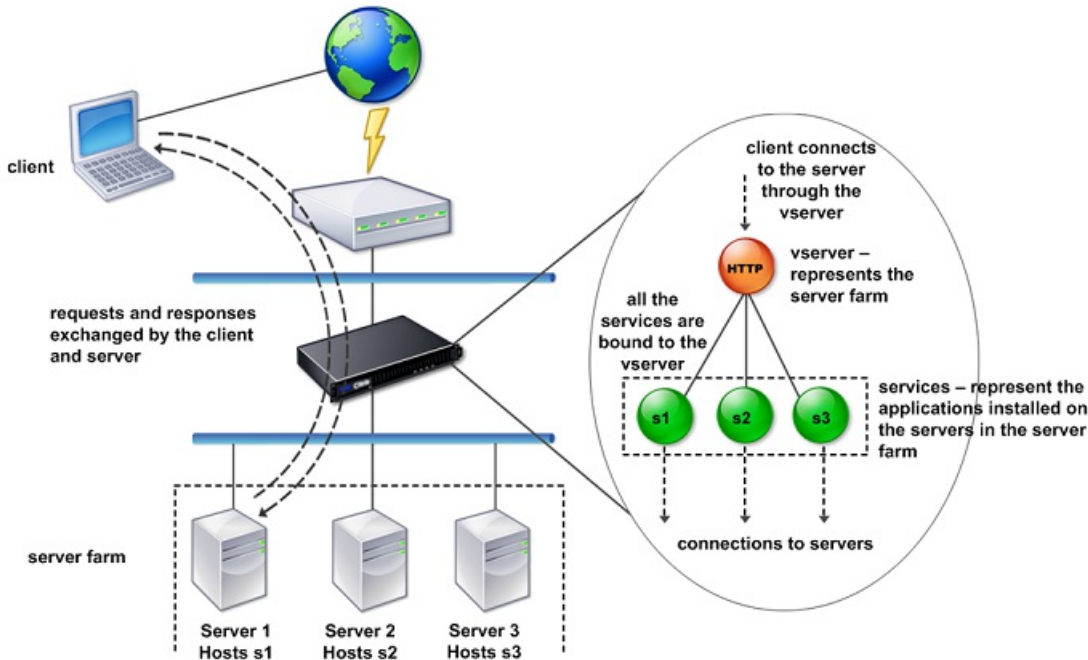 client
requests and responses
exchanged by the client
and server
server farm
Server 1
Hosts s1
Server 2
Hosts s2
Server 3
Hosts s3
client connects
to the server
through the
vserver
HTTP
vserver –
represents the
server farm
all the
services are
bound to the
vserver
s1
s2
s3
services – represent the
applications installed on
the servers in the server
farm
connections to servers